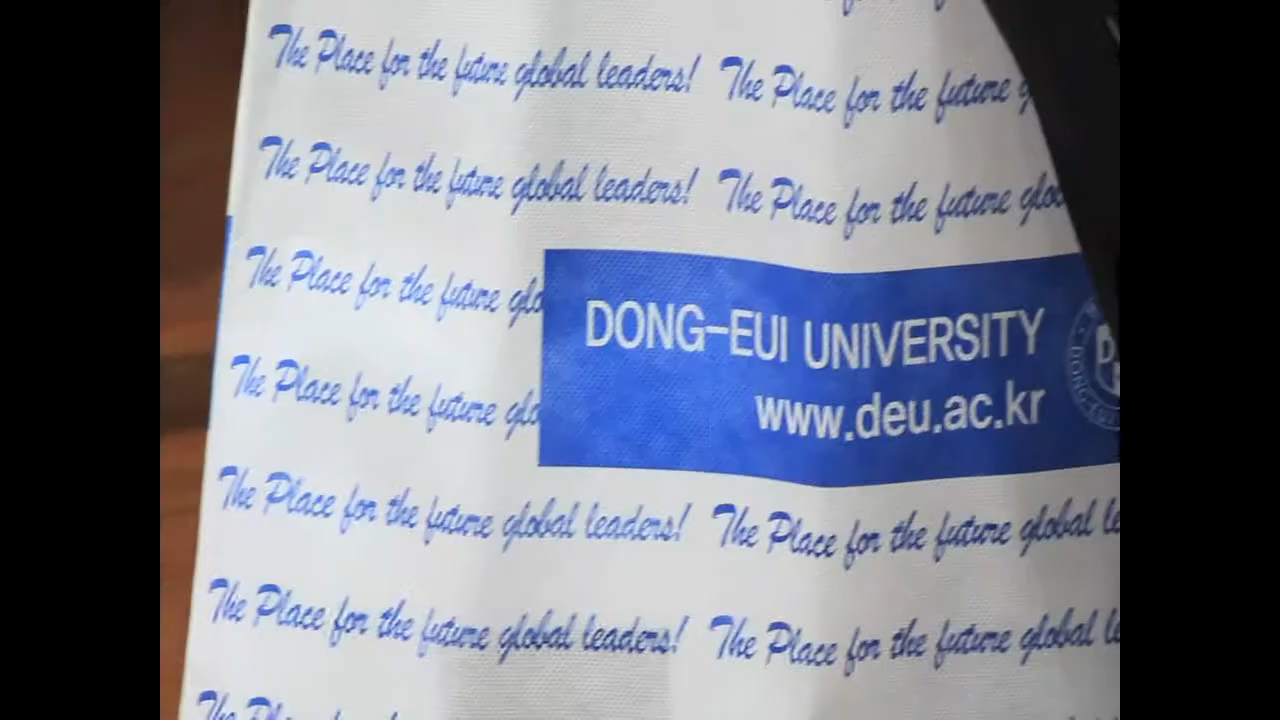 The Place for the future global leaders! The Place for the future
The Place for the future global leaders! The Place for the future
The Place for the future
DONG-EUI UNIVERSITY
The Place for the future
www.deu.ac.kr
The Place for the future global leaders! The Place for the future global
The Place for the future global leaders! The Place for the future global
The